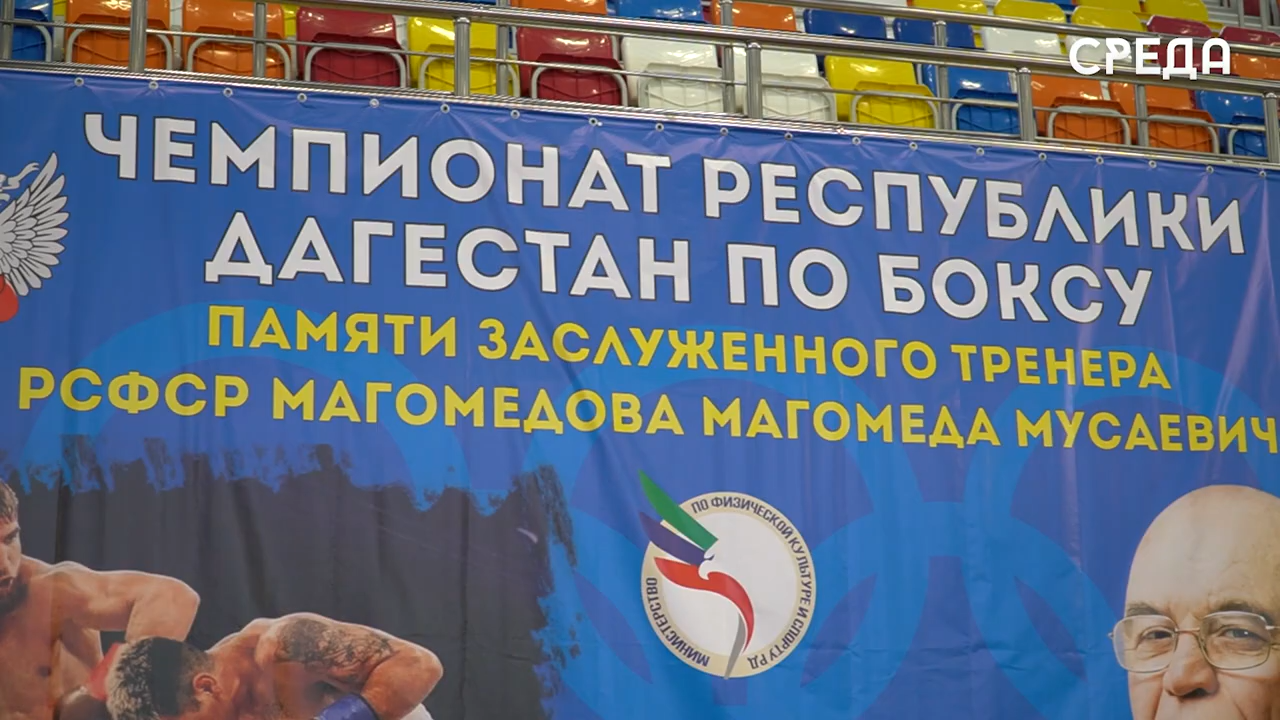 СРЕДА
ЧЕМПИОНАТ РЕСПУБЛИКИ
ДАГЕСТАН ПО БОКСУ
ПАМЯТИ ЗАСЛУЖЕННОГО ТРЕНЕРА
РСФСР МАГОМЕДОВА МАГОМЕДА МУСАЕВИЧ
МИНИСТЕРСТВО ПО ФИЗИЧЕСКОЙ КУЛЬТУРЕ И СПОРТУ РД